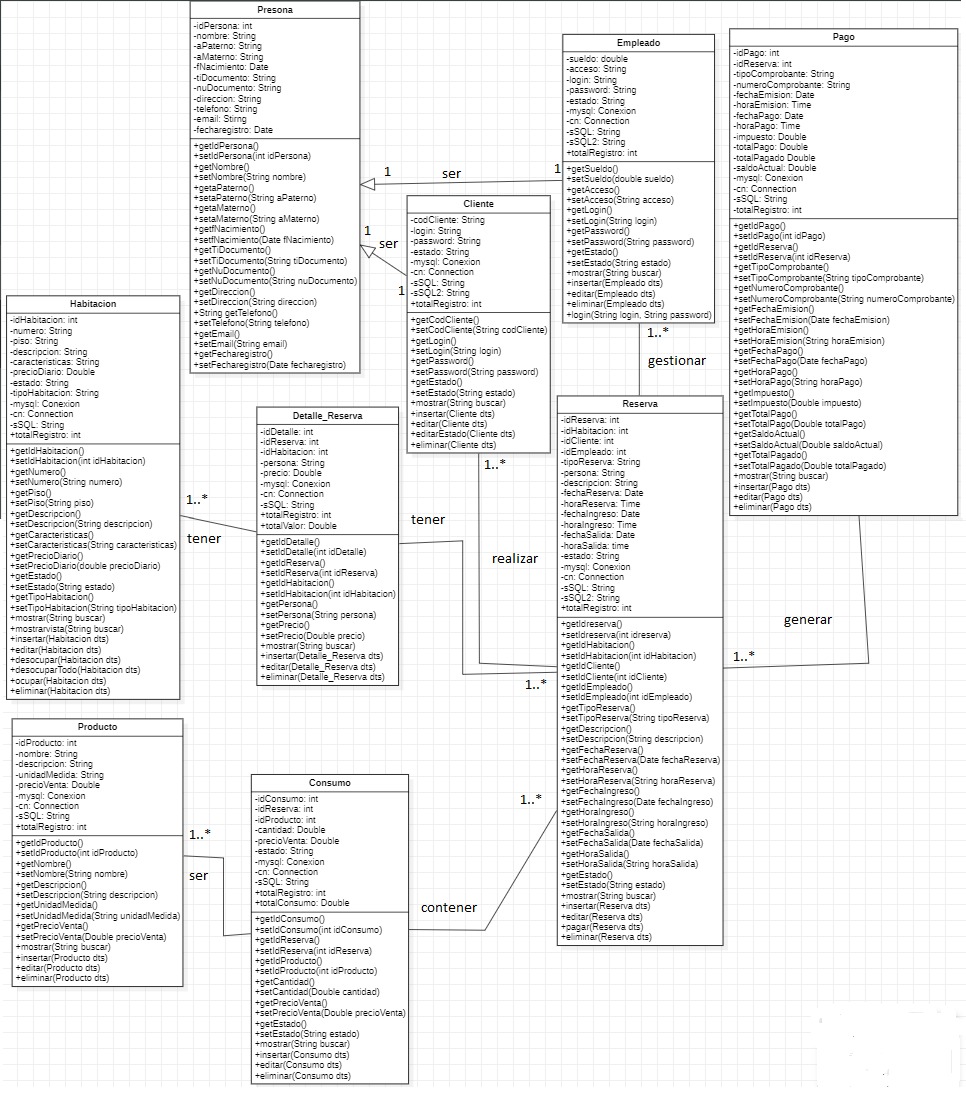 Presona
-idPersona: int
-nombre: String
-aPaterno: String
-aMaterno: String
-fNacimiento: Date
-tiDocumento: String
-nuDocumento: String
-direccion: String
-telefono: String
-email: Stirng
-fecharegistro: Date
+getIdPersona()
+setIdPersona(int idPersona)
+getNombre()
+setNombre(String nombre)
+getaPaterno()
+setaPaterno(String aPaterno)
+getaMaterno()
+setaMaterno(String aMaterno)
+getfNacimiento()
+setfNacimiento(Date fNacimiento)
+getTiDocumento()
+setTiDocumento(String tiDocumento)
+getNuDocumento()
+setNuDocumento(String nuDocumento)
+getDireccion()
+setDireccion(String direccion)
+String getTelefono()
+setTelefono(String telefono)
+getEmail()
+setEmail(String email)
+getFecharegistro()
+setFecharegistro(Date fecharegistro)
1
ser
1
1
ser
1
Empleado
-sueldo: double
-acceso: String
-login: String
-password: String
-estado: String
-mysql: Conexion
-cn: Connection
-sSQL: String
-sSQL2: String
+totalRegistro: int
+getSueldo()
+setSueldo(double sueldo)
+getAcceso()
+setAcceso(String acceso)
+getLogin()
+setLogin(String login)
+getPassword()
+setPassword(String password)
+getEstado()
+setEstado(String estado)
+mostrar(String buscar)
+insertar(Empleado dts)
+editar(Empleado dts)
+eliminar(Empleado dts)
+login(String login, String password)
1..*
gestionar
Pago
-idPago: int
-idReserva: int
-tipoComprobante: String
-numeroComprobante: String
-fechaEmision: Date
-horaEmision: Time
-fechaPago: Date
-horaPago: Time
-impuesto: Double
-totalPago: Double
-totalPagado Double
-saldoActual: Double
-mysql: Conexion
-cn: Connection
-sSQL: String
-totalRegistro: int
+getIdPago()
+setIdPago(int idPago)
+getIdReserva()
+setIdReserva(int idReserva)
+getTipoComprobante()
+setTipoComprobante(String tipoComprobante)
+getNumeroComprobante()
+setNumeroComprobante(String numeroComprobante)
+getFechaEmision()
+setFechaEmision(Date fechaEmision)
+getHoraEmision()
+setHoraEmision(String horaEmision)
+getFechaPago()
+setFechaPago(Date fechaPago)
+getHoraPago()
+setHoraPago(String horaPago)
+getImpuesto()
+setImpuesto(Double impuesto)
+getTotalPago()
+setTotalPago(Double totalPago)
+getSaldoActual()
+setSaldoActual(Double saldoActual)
+getTotalPagado()
+setTotalPagado(Double totalPagado)
+mostrar(String buscar)
+insertar(Pago dts)
+editar(Pago dts)
+eliminar(Pago dts)
generar
1..*
Cliente
-codCliente: String
-login: String
-password: String
-estado: String
-mysql: Conexion
-cn: Connection
-sSQL: String
-sSQL2: String
+totalRegistro: int
+getCodCliente()
+setCodCliente(String codCliente)
+getLogin()
+setLogin(String login)
+getPassword()
+setPassword(String password)
+getEstado()
+setEstado(String estado)
+mostrar(String buscar)
+insertar(Cliente dts)
+editar(Cliente dts)
+editarEstado(Cliente dts)
+eliminar(Cliente dts)
1..*
realizar
Habitacion
-idHabitacion: int
-numero: String
-piso: String
-descripcion: String
-caracteristicas: String
-precioDiario: Double
-estado: String
-tipoHabitacion: String
-mysql: Conexion
-cn: Connection
-sSQL: String
+totalRegistro: int
+getIdHabitacion()
+setIdHabitacion(int idHabitacion)
+getNumero()
+setNumero(String numero)
+getPiso()
+setPiso(String piso)
+getDescripcion()
+setDescripcion(String descripcion)
+getCaracteristicas()
+setCaracteristicas(String caracteristicas)
+getPrecioDiario()
+setPrecioDiario(double precioDiario)
+getEstado()
+setEstado(String estado)
+getTipoHabitacion()
+setTipoHabitacion(String tipoHabitacion)
+mostrar(String buscar)
+mostrarvista(String buscar)
+insertar(Habitacion dts)
+editar(Habitacion dts)
+desocupar(Habitacion dts)
+desocuparTodo(Habitacion dts)
+ocupar(Habitacion dts)
+eliminar(Habitacion dts)
1..*
tener
Detalle_Reserva
-idDetalle: int
-idReserva: int
-idHabitacion: int
-persona: String
-precio: Double
-mysql: Conexion
-cn: Connection
-sSQL: String
+totalRegistro: int
+totalValor: Double
+getIdDetalle()
+setIdDetalle(int idDetalle)
+getIdReserva()
+setIdReserva(int idReserva)
+getIdHabitacion()
+setIdHabitacion(int idHabitacion)
+getPersona()
+setPersona(String persona)
+getPrecio()
+setPrecio(Double precio)
+mostrar(String buscar)
+insertar(Detalle_Reserva dts)
+editar(Detalle_Reserva dts)
+eliminar(Detalle_Reserva dts)
tener
1..*
Reserva
-idReserva: int
-idHabitacion: int
-idCliente: int
-idEmpleado: int
-tipoReserva: String
-persona: String
-descripcion: String
-fechaReserva: Date
-horaReserva: Time
-fechaIngreso: Date
-horaIngreso: Time
-fechaSalida: Date
-horaSalida: time
-estado: String
-mysql: Conexion
-cn: Connection
-sSQL: String
-sSQL2: String
+totalRegistro: int
+getIdreserva()
+setIdreserva(int idreserva)
+getHabitacion()
+setHabitacion(int idHabitacion)
+getIdCliente()
+setIdCliente(int idCliente)
+getIdEmpleado()
+setIdEmpleado(int idEmpleado)
+getTipoReserva()
+setTipoReserva(String tipoReserva)
+getDescripcion()
+setDescripcion(String descripcion)
+getFechaReserva()
+setFechaReserva(Date fechaReserva)
+getHoraReserva()
+setHoraReserva(String horaReserva)
+getFechaIngreso()
+setFechaIngreso(Date fechaIngreso)
+getHoraIngreso()
+setHoraIngreso(String horaIngreso)
+getFechaSalida()
+setFechaSalida(Date fechaSalida)
+getHoraSalida()
+setHoraSalida(String horaSalida)
+getEstado()
+setEstado(String estado)
+mostrar(String buscar)
+insertar(Reserva dts)
+editar(Reserva dts)
+pagar(Reserva dts)
+eliminar(Reserva dts)
Producto
-idProducto: int
-nombre: String
-descripcion: String
-unidadMedida: String
-precioVenta: Double
-mysql: Conexion
-cn: Connection
-sSQL: String
+totalRegistro: int
+getIdProducto()
+setIdProducto(int idProducto)
+getNombre()
+setNombre(String nombre)
+getDescripcion()
+setDescripcion(String descripcion)
+getUnidadMedida()
+setUnidadMedida(String unidadMedida)
+getPrecioVenta()
+setPrecioVenta(Double precioVenta)
+mostrar(String buscar)
+insertar(Producto dts)
+editar(Producto dts)
+eliminar(Producto dts)
1..*
ser
Consumo
-idConsumo: int
-idReserva: int
-idProducto: int
-cantidad: Double
-precioVenta: Double
-estado: String
-mysql: Conexion
-cn: Connection
-sSQL: String
+totalRegistro: int
+totalConsumo: Double
+getIdConsumo()
+setIdConsumo(int idConsumo)
+getIdReserva()
+setIdReserva(int idReserva)
+getIdProducto()
+setIdProducto(int idProducto)
+getCantidad()
+setCantidad(Double cantidad)
+getPrecioVenta()
+setPrecioVenta(Double precioVenta)
+getEstado()
+setEstado(String estado)
+mostrar(String buscar)
+insertar(Consumo dts)
+editar(Consumo dts)
+eliminar(Consumo dts)
1..*
contener